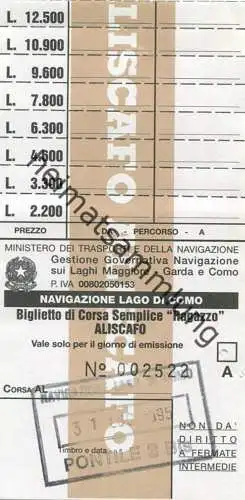 L. 12.500
L. 10.900
L. 9.600
L. 7.800
L. 6.300
L. 4.600
L. 3.300
L. 2.200
ALISCAFO
PREZZO
DA - PERCORSO - A
MINISTERO DEI TRASPORTI E DELLA NAVIGAZIONE
Gestione Governativa Navigazione
sui Laghi Maggiore, Garda e Como
P. IVA 00802050153
NAVIGAZIONE LAGO DI COMO
Biglietto di Corsa Semplice "Ragazzo"
ALISCAFO
Vale solo per il giorno di emissione
Nº 002522
A
CORSA AL
Timbro e data
PONTILE
NON DA'
DIRITTO
A FERMATE
INTERMEDIE
heimatsammlung.de